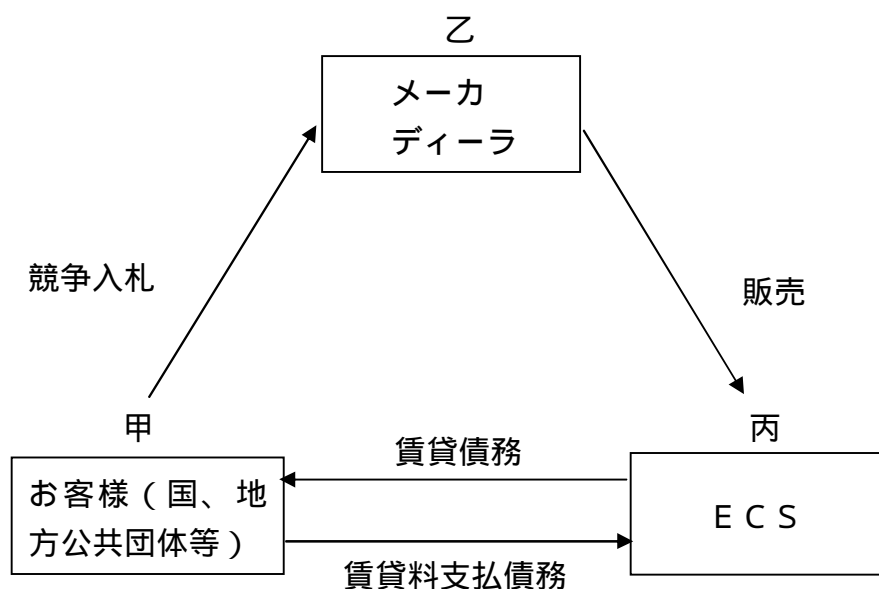 乙
メーカ
ディーラ
競争入札
販売
甲
丙
賃貸債務
お客様(国、地
方公共団体等)
ECS
賃貸料支払債務